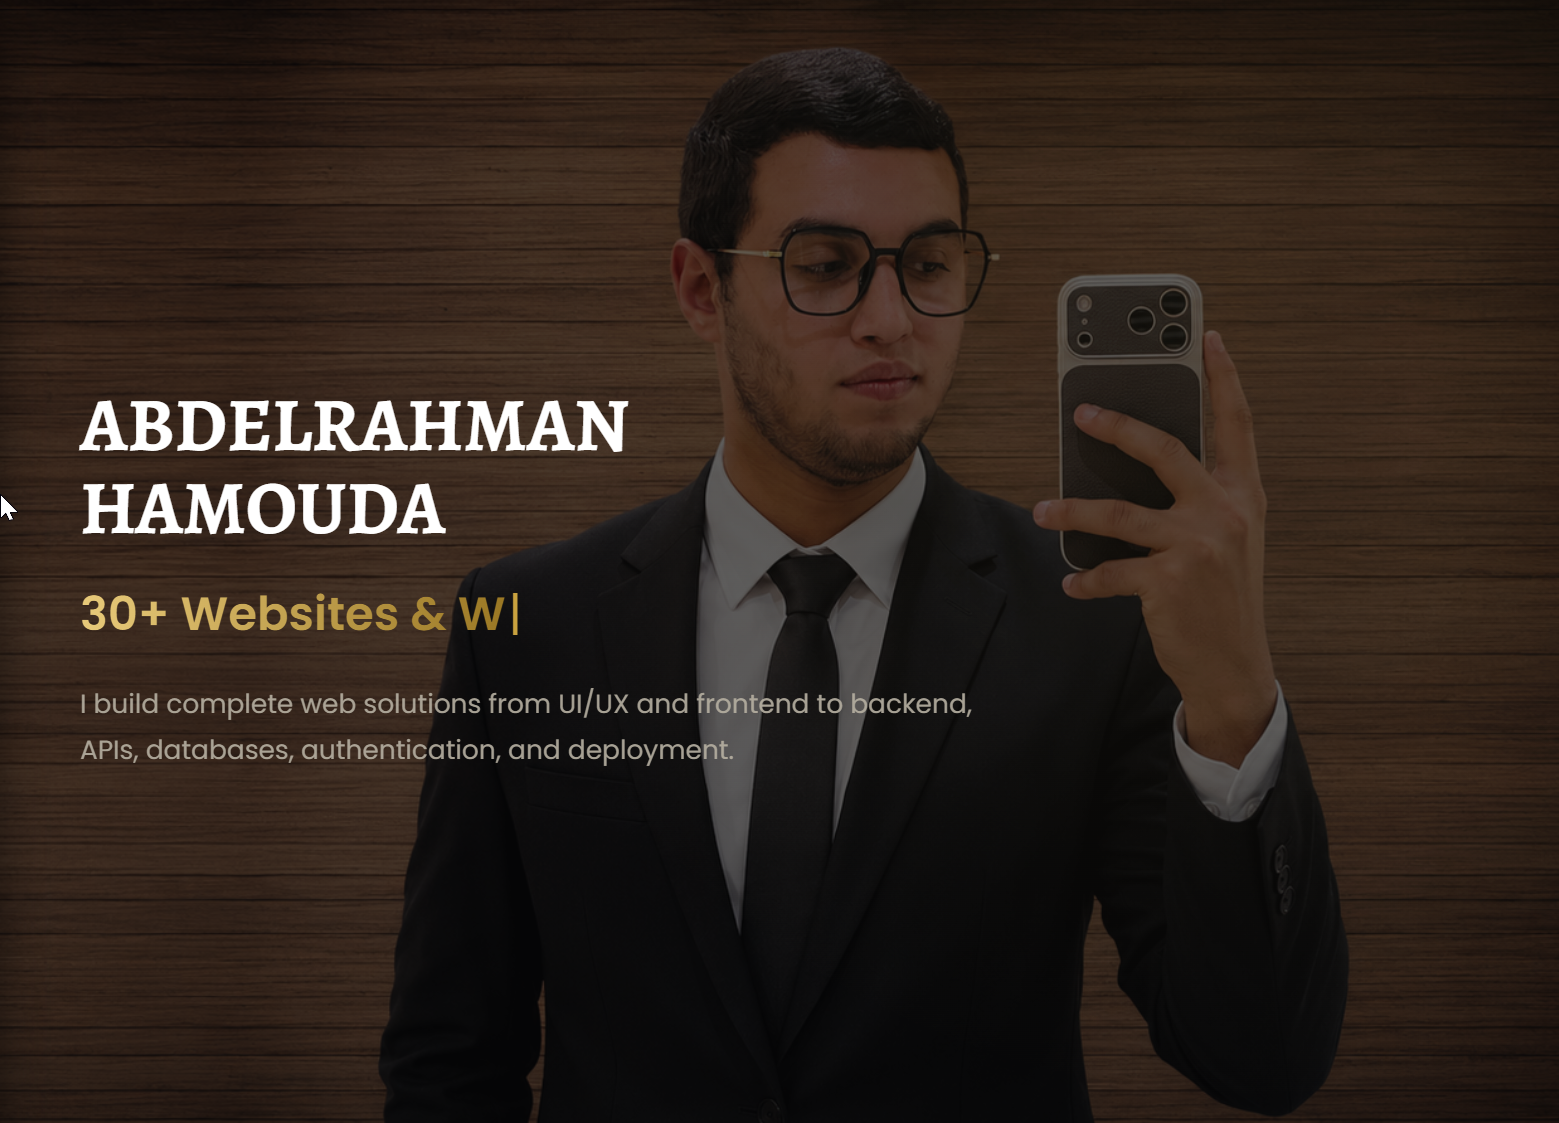 ABDELRAHMAN
HAMOUDA
30+ Websites & W|
I build complete web solutions from UI/UX and frontend to backend,
APIs, databases, authentication, and deployment.